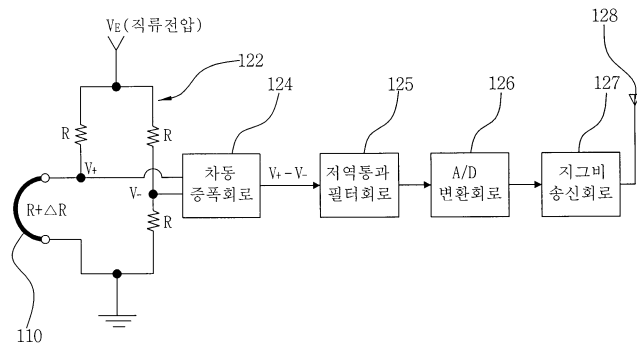 128
V_E(직류전압)
122
124
125
126
127
R
R
V+
차동
증폭회로
V+-V-
저역통과
필터회로
A/D
변환회로
지그비
송신회로
V-
R+△R
R
110